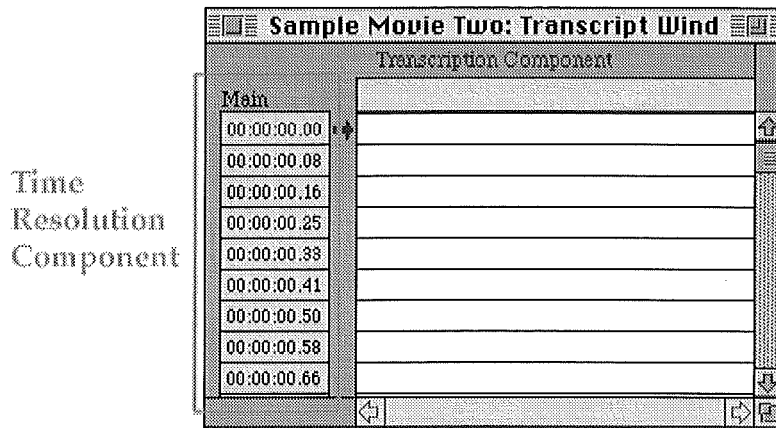 Sample Movie Two: Transcript Wind
Transcription Component
Main
00:00:00.00
00:00:00.08
00:00:00.16
00:00:00.25
00:00:00.33
00:00:00.41
00:00:00.50
00:00:00.58
00:00:00.66
Time
Resolution
Component